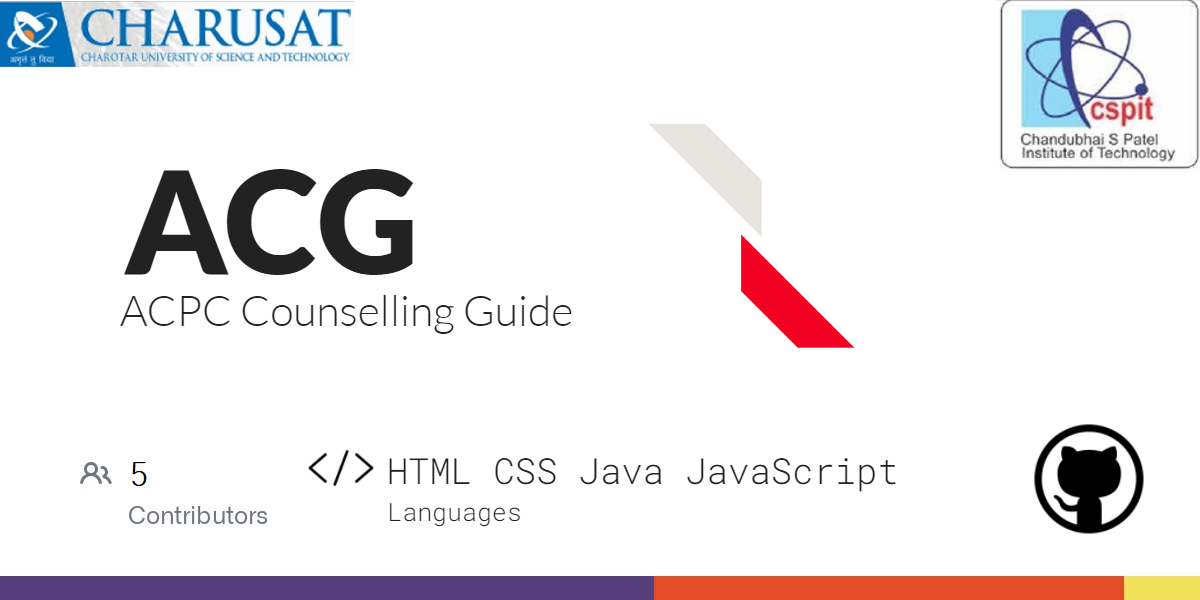 CHARUSAT
CHAROTAR UNIVERSITY OF SCIENCE AND TECHNOLOGY
अमृतं तु विद्या
cspit
Chandubhai S Patel
Institute of Technology
ACG
ACPC Counselling Guide
5
Contributors
</> HTML CSS Java JavaScript
Languages